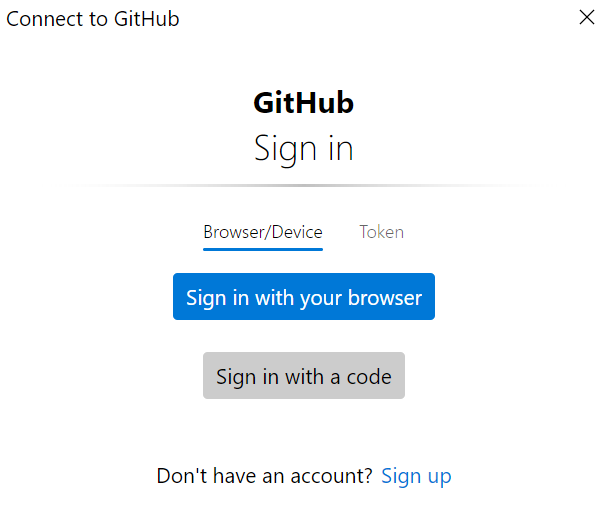 Connect to GitHub
GitHub
Sign in
Browser/Device Token
Sign in with your browser
Sign in with a code
Don't have an account? Sign up